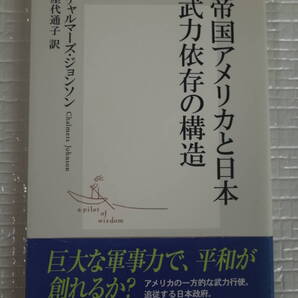 帝国アメリカと日本
武力依存の構造
チャルマーズ・ジョンソン
Chalmers Johnson
屋代通子 訳
a pilot of wisdom
巨大な軍事力で、平和が
創れるか?
アメリカの一方的な武力行使。
追従する日本政府。